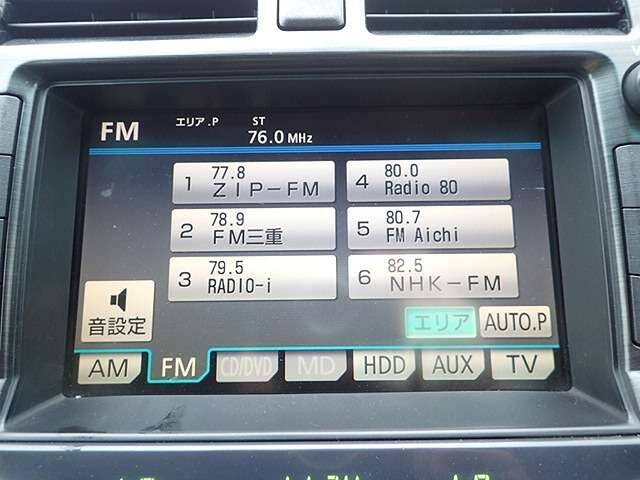 FM エリア.P ST 76.0 MHz
1 77.8 ZIP-FM
2 78.9 FM三重
3 79.5 RADIO-i
4 80.0 Radio 80
5 80.7 FM Aichi
6 82.5 NHK-FM
音設定
エリア AUTO.P
AM FM CD/DVD MD HDD AUX TV